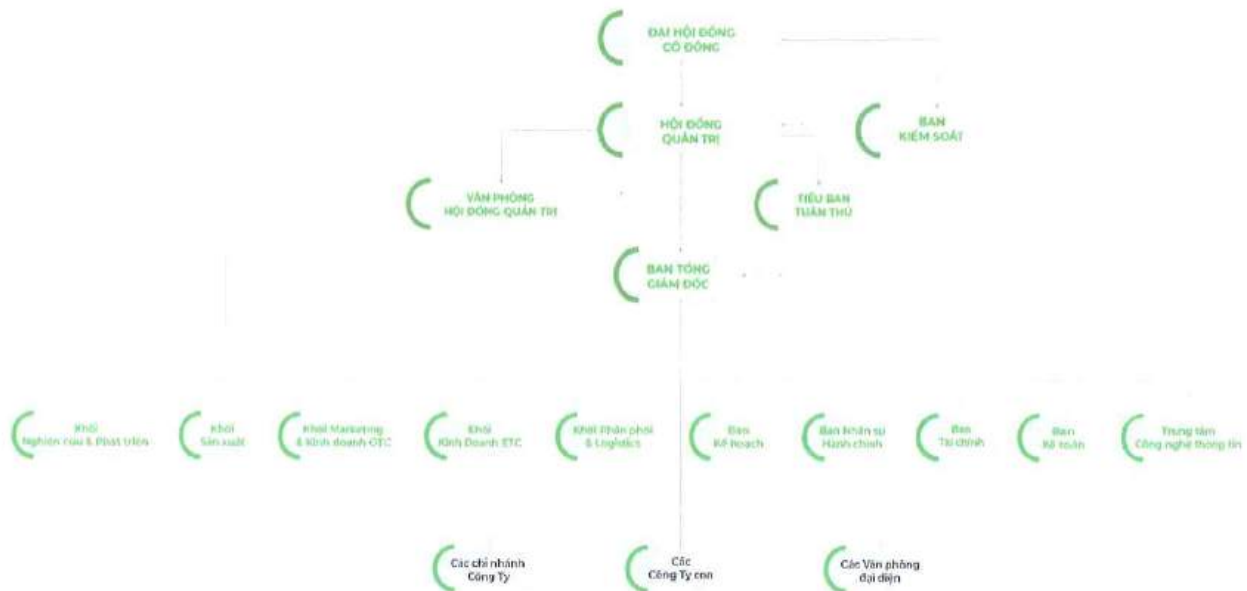 ĐẠI HỘI ĐỒNG
CỔ ĐÔNG
HỘI ĐỒNG
QUẢN TRỊ
BAN
KIỂM SOÁT
VĂN PHÒNG
HỘI ĐỒNG QUẢN TRỊ
TIỂU BAN
TUÂN THỦ
BAN TỔNG
GIÁM ĐỐC
Khối
Nghiên cứu & Phát triển
Khối
Sản xuất
Khối Marketing
& Kinh doanh OTC
Khối
Kinh Doanh ETC
Khối Phân phối
& Logistics
Ban
Kế hoạch
Ban Nhân sự
Hành chính
Ban
Tài chính
Ban
Kế toán
Trung tâm
Công nghệ thông tin
Các chi nhánh
Công Ty
Các
Công Ty con
Các Văn phòng
đại diện